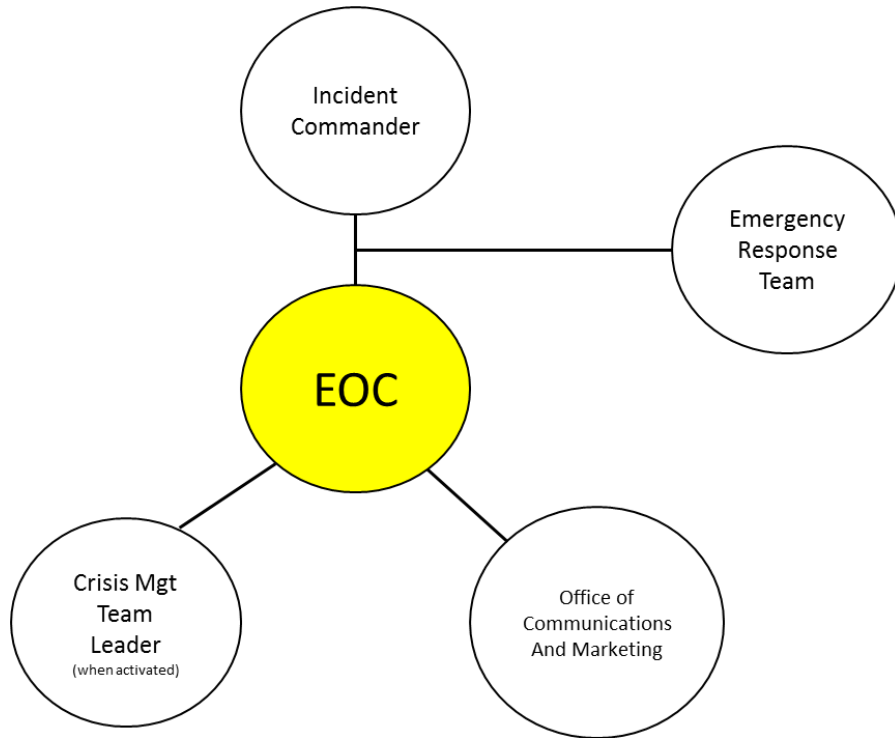 Incident
Commander
Emergency
Response
Team
EOC
Crisis Mgt
Team
Leader
(when activated)
Office of
Communications
And Marketing